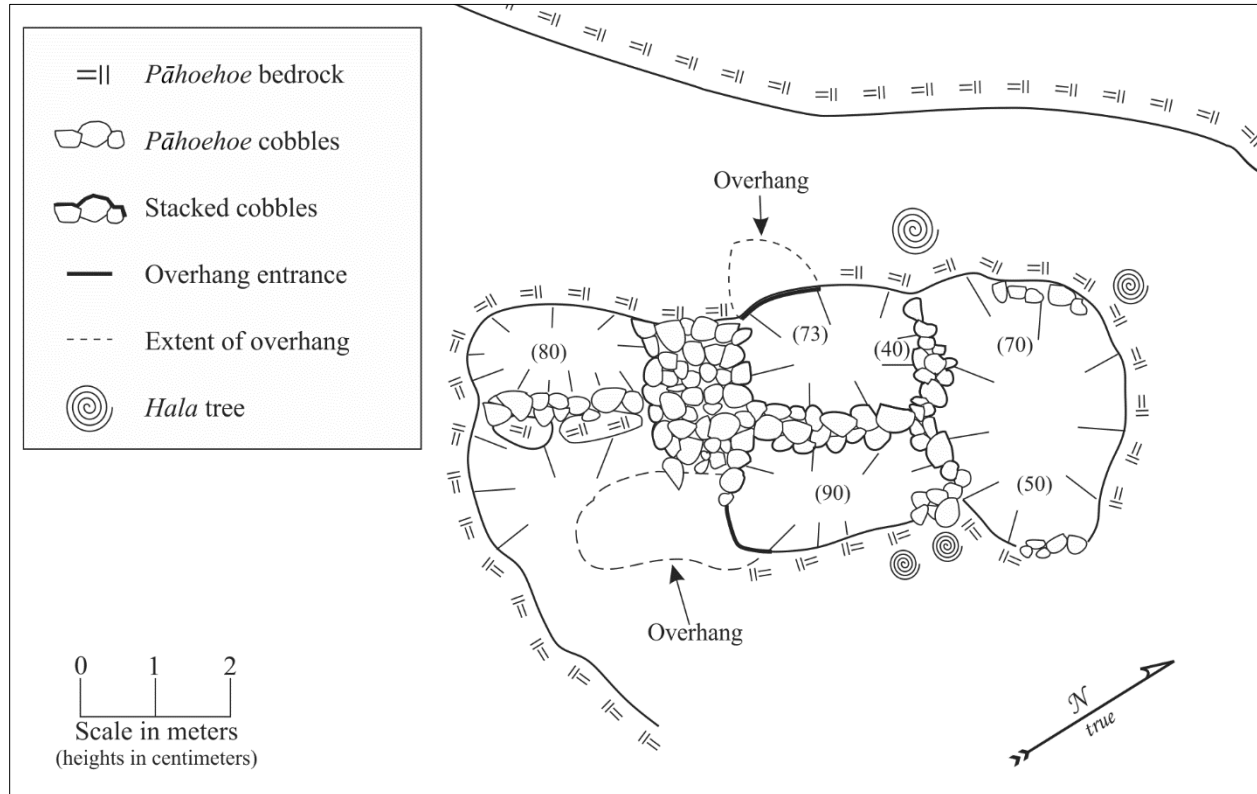 Pāhoehoe bedrock
Pāhoehoe cobbles
Stacked cobbles
Overhang entrance
Extent of overhang
Hala tree
Overhang
(80)
(73)
(40)
(70)
(90)
(50)
Overhang
0 1 2
Scale in meters
(heights in centimeters)
N
true